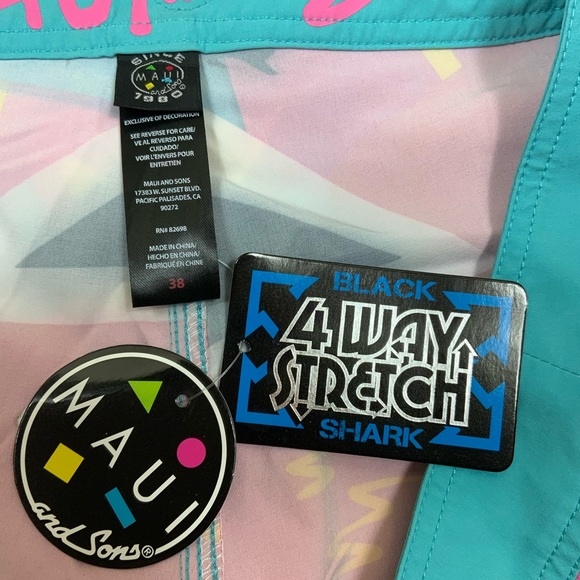 SINCE
MAUI
and Sons
1980
EXCLUSIVE OF DECORATION
SEE REVERSE FOR CARE/
VE AL REVERSO PARA
CUIDADO/
VOIR L'ENVERS POUR
ENTRETIEN
MAUI AND SONS
17383 W. SUNSET BLVD.
PACIFIC PALISADES, CA
90272
RN# 82698
MADE IN CHINA/
HECHO EN CHINA/
FABRIQUÉ EN CHINE
38
BLACK
4 WAY
STRETCH
SHARK
MAUI
and Sons®